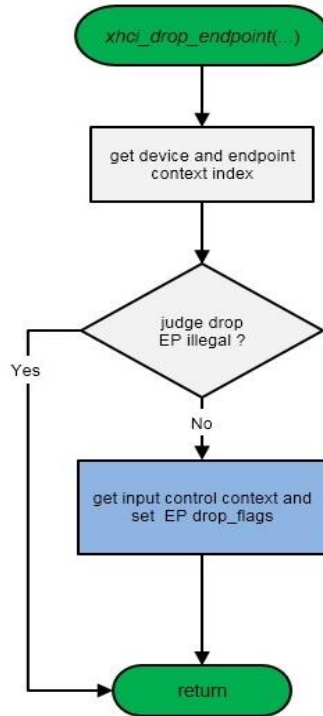 xhci_drop_endpoint(...)
get device and endpoint
context index
judge drop
EP illegal ?
Yes
No
get input control context and
set EP drop_flags
return